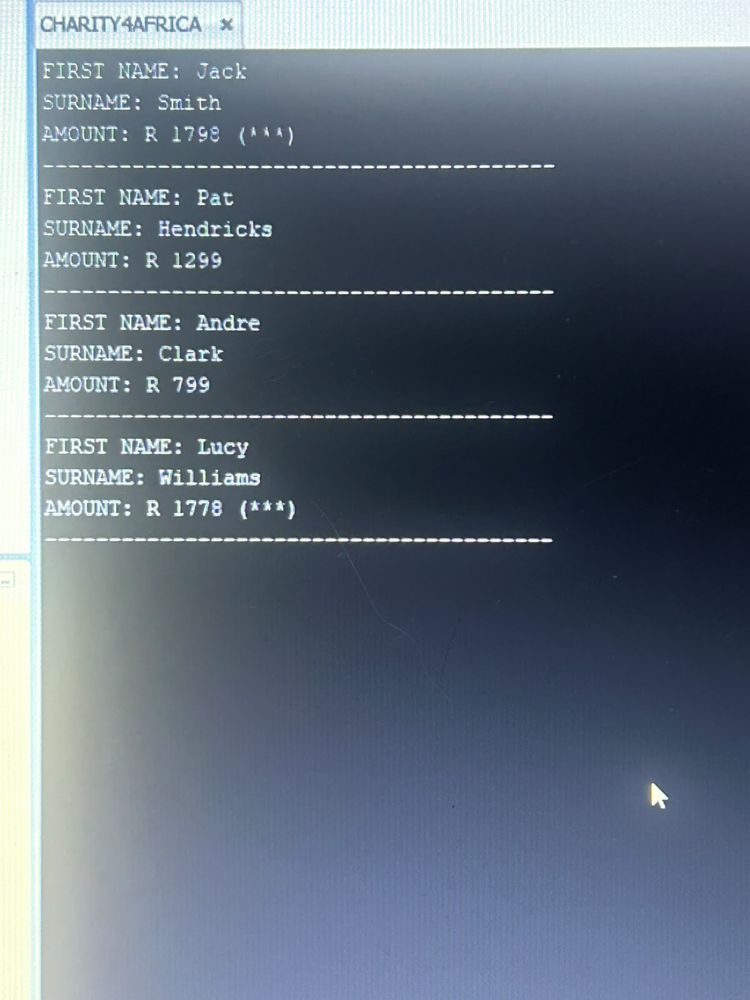 CHARITY4AFRICA ×
FIRST NAME: Jack
SURNAME: Smith
AMOUNT: R 1798 (***)
----------------------------------------
FIRST NAME: Pat
SURNAME: Hendricks
AMOUNT: R 1299
----------------------------------------
FIRST NAME: Andre
SURNAME: Clark
AMOUNT: R 799
----------------------------------------
FIRST NAME: Lucy
SURNAME: Williams
AMOUNT: R 1778 (***)
----------------------------------------